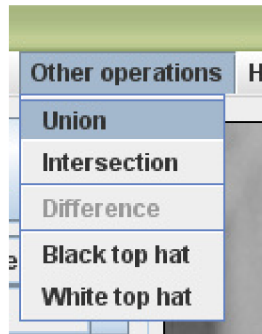 Other operations H
Union
Intersection
Difference
Black top hat
White top hat
e